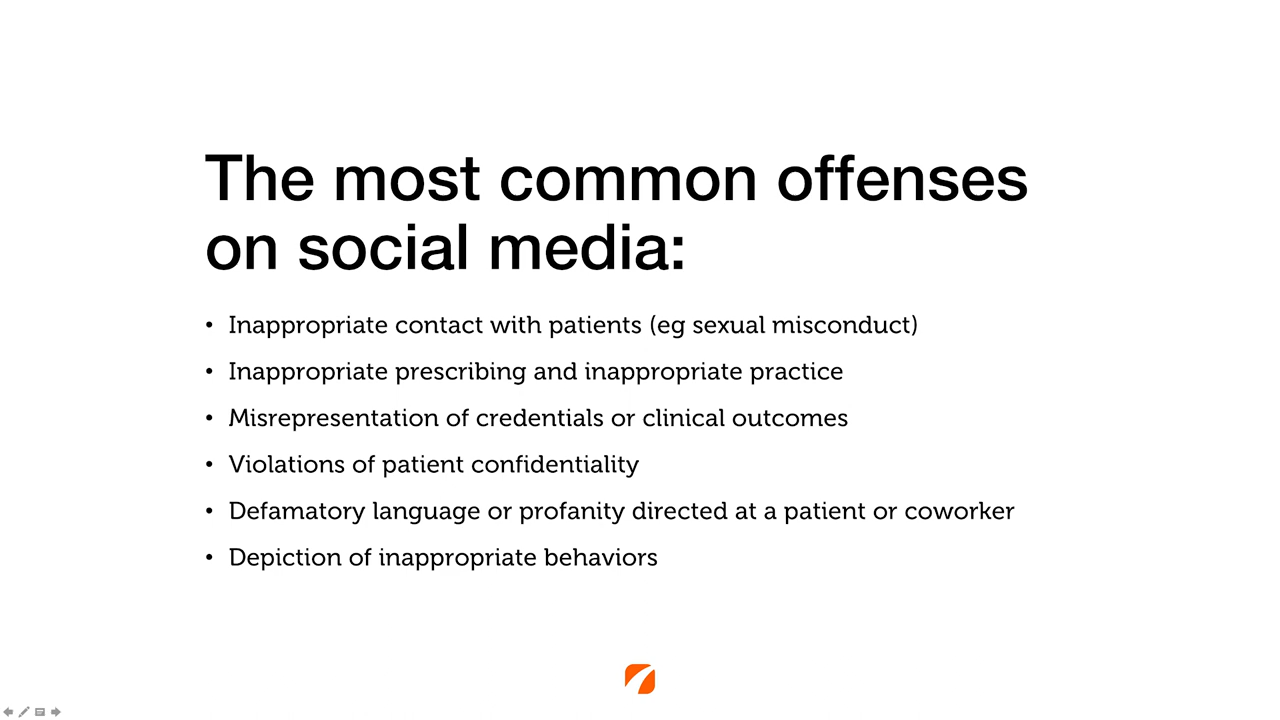 The most common offenses
on social media:
• Inappropriate contact with patients (eg sexual misconduct)
• Inappropriate prescribing and inappropriate practice
• Misrepresentation of credentials or clinical outcomes
• Violations of patient confidentiality
• Defamatory language or profanity directed at a patient or coworker
• Depiction of inappropriate behaviors